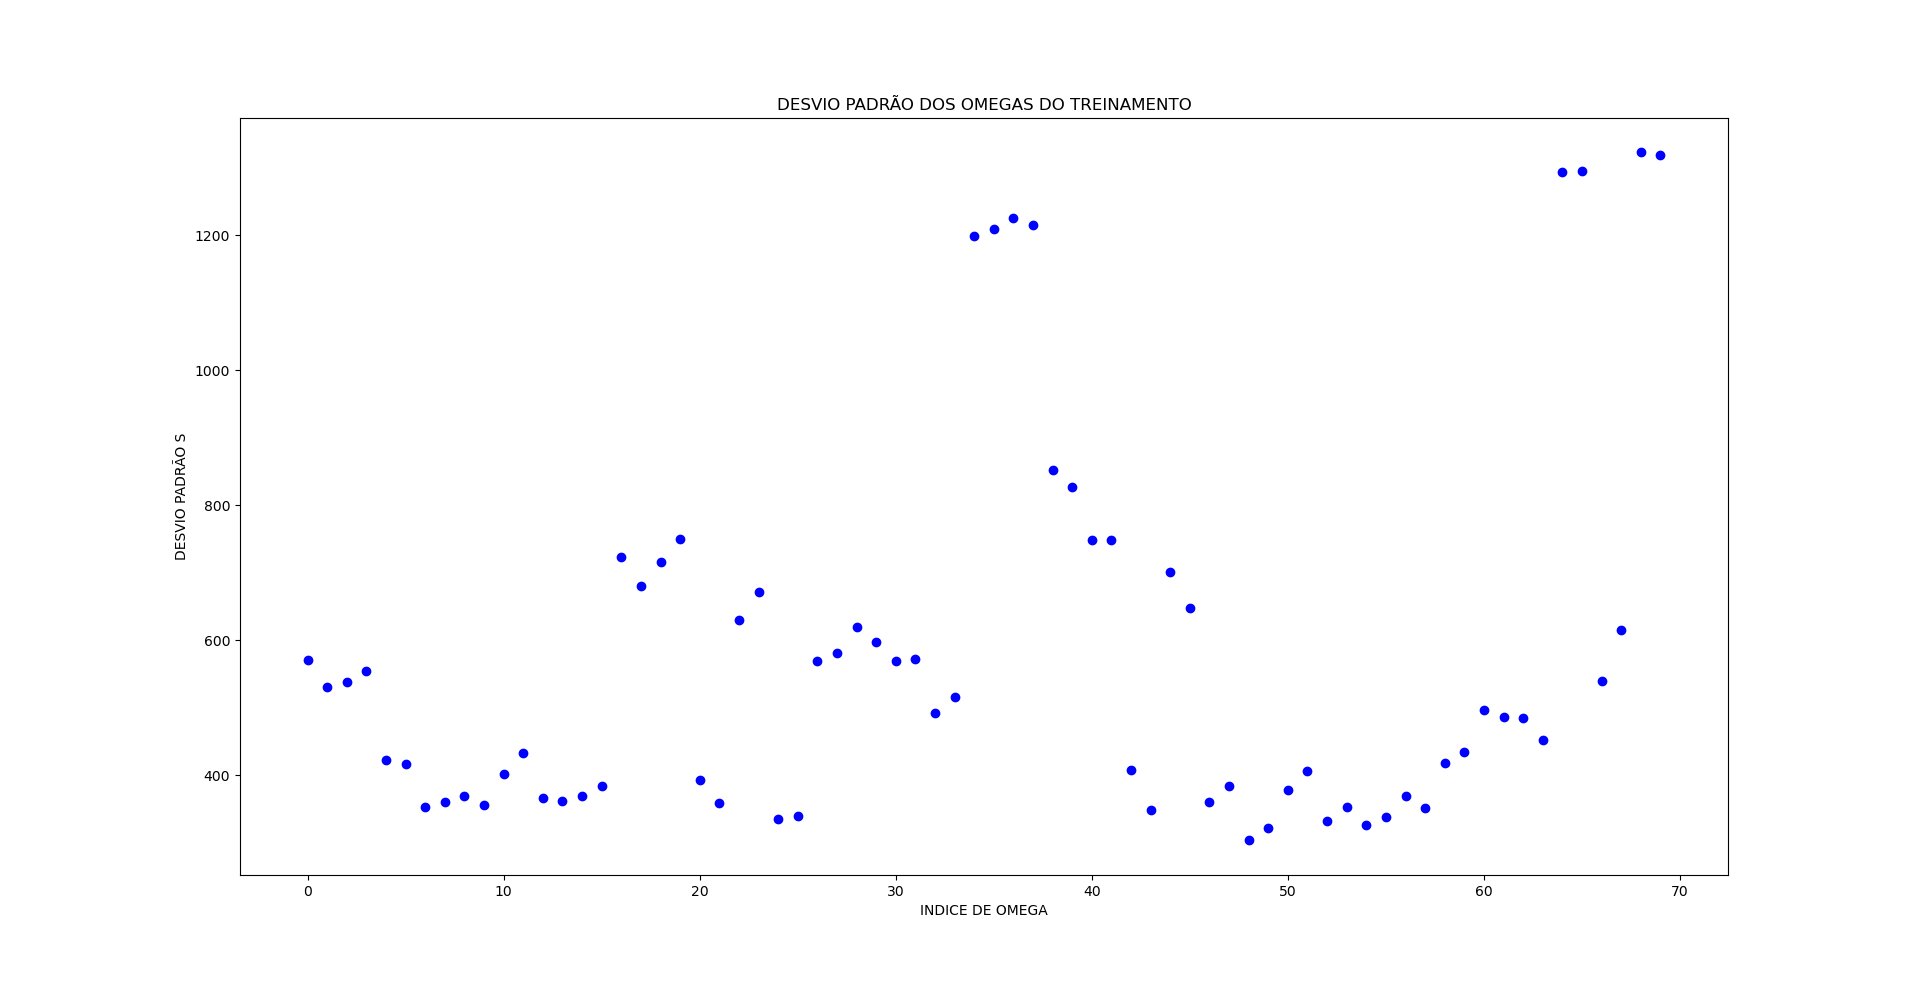 DESVIO PADRÃO DOS OMEGAS DO TREINAMENTO
DESVIO PADRÃO S
1200
1000
800
600
400
0 10 20 30 40 50 60 70
INDICE DE OMEGA